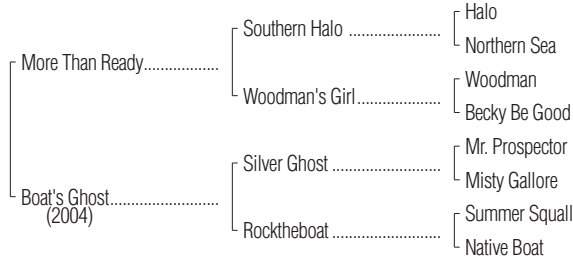 Halo
Southern Halo
Northern Sea
More Than Ready
Woodman
Woodman's Girl
Becky Be Good
Mr. Prospector
Silver Ghost
Misty Gallore
Boat's Ghost
(2004)
Summer Squall
Rocktheboat
Native Boat